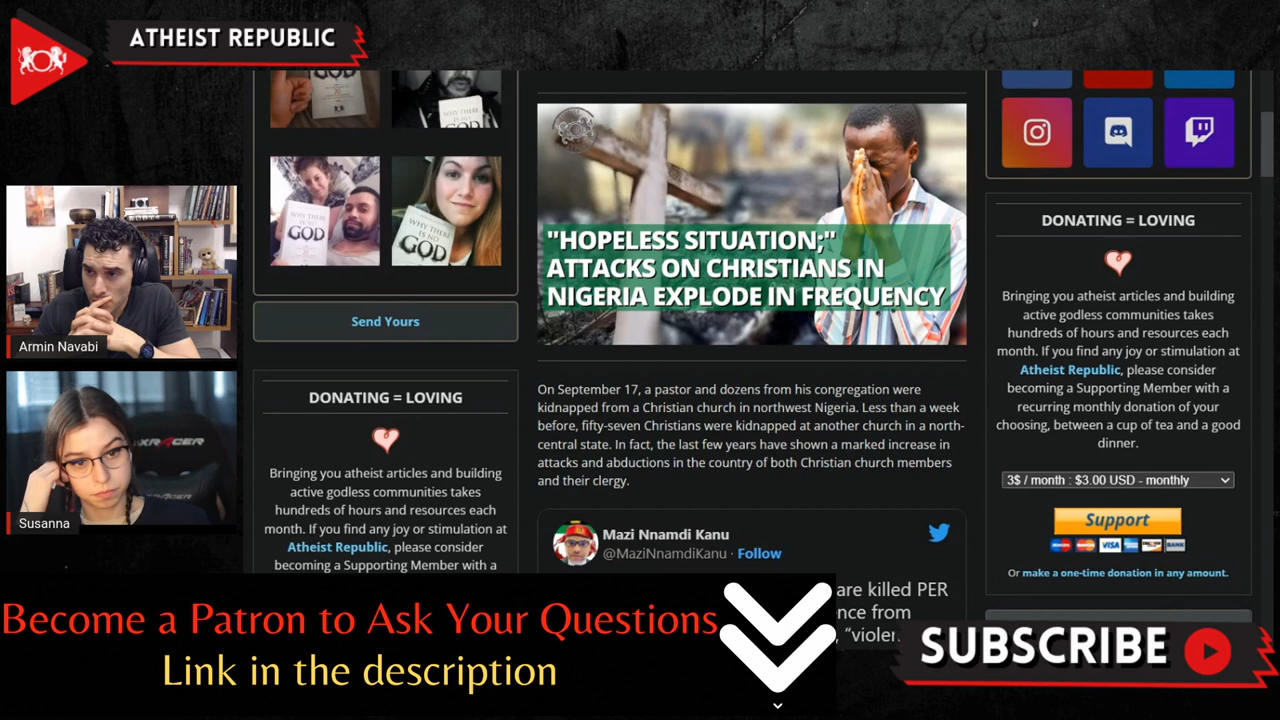 ATHEIST REPUBLIC
Armin Navabi
Susanna
WHY THERE
IS NO
GOD
WHY THERE
IS NO
GOD
Send Yours
DONATING = LOVING
Bringing you atheist articles and building
active godless communities takes
hundreds of hours and resources each
month. If you find any joy or stimulation at
Atheist Republic, please consider
becoming a Supporting Member with a
"HOPELESS SITUATION;"
ATTACKS ON CHRISTIANS IN
NIGERIA EXPLODE IN FREQUENCY
On September 17, a pastor and dozens from his congregation were
kidnapped from a Christian church in northwest Nigeria. Less than a week
before, fifty-seven Christians were kidnapped at another church in a north-
central state. In fact, the last few years have shown a marked increase in
attacks and abductions in the country of both Christian church members
and their clergy.
Mazi Nnamdi Kanu
@MaziNnamdiKanu · Follow
are killed PER
nce from
, "violen
DONATING = LOVING
Bringing you atheist articles and building
active godless communities takes
hundreds of hours and resources each
month. If you find any joy or stimulation at
Atheist Republic, please consider
becoming a Supporting Member with a
recurring monthly donation of your
choosing, between a cup of tea and a good
dinner.
3$ / month : $3.00 USD - monthly
Support
VISA
BANK
Or make a one-time donation in any amount.
Become a Patron to Ask Your Questions
Link in the description
SUBSCRIBE